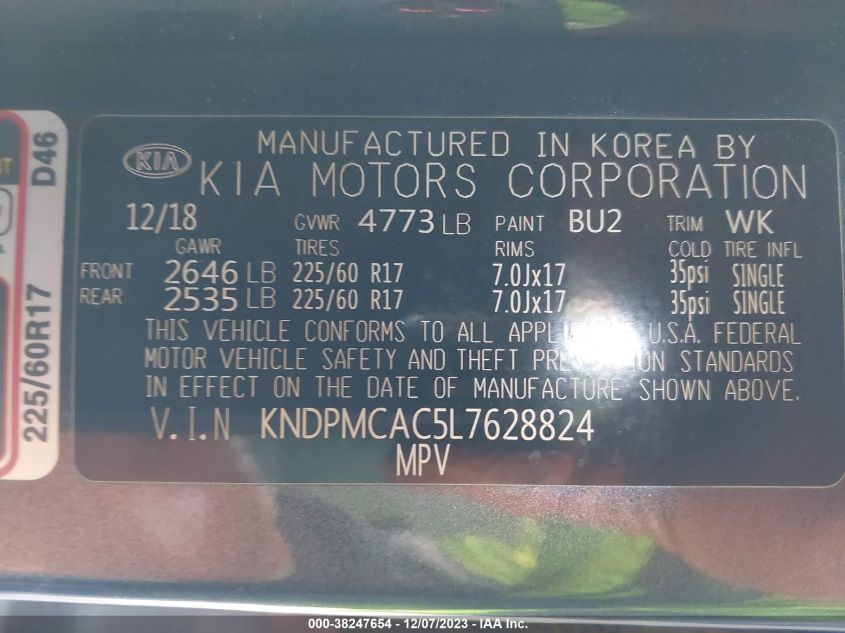 MANUFACTURED IN KOREA BY
KIA KIA MOTORS CORPORATION
12/18 GVWR 4773 LB PAINT BU2 TRIM WK
GAWR TIRES RIMS COLD TIRE INFL
FRONT 2646 LB 225/60 R17 7.0Jx17 35psi SINGLE
REAR 2535 LB 225/60 R17 7.0Jx17 35psi SINGLE
THIS VEHICLE CONFORMS TO ALL U.S.A. FEDERAL
MOTOR VEHICLE SAFETY AND THEFT STANDARDS
IN EFFECT ON THE DATE OF MANUFACTURE SHOWN ABOVE.
V.I.N KNDPMCAC5L7628824
MPV
225/60R17 D46
000-38247654 - 12/07/2023 - IAA Inc.